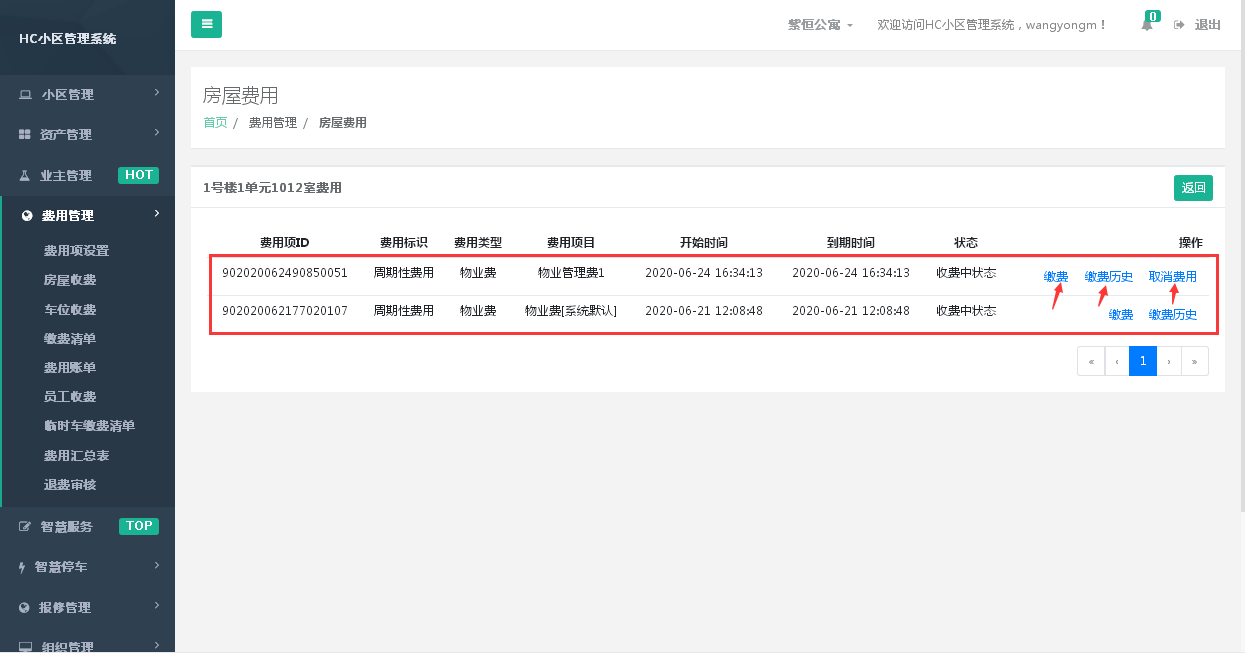 HC小区管理系统
紫恒公寓
欢迎访问HC小区管理系统，wangyongm！
0
退出
小区管理
资产管理
业主管理 HOT
费用管理
费用项设置
房屋收费
车位收费
缴费清单
费用账单
员工收费
临时车缴费清单
费用汇总表
退费审核
智慧服务 TOP
智慧停车
报修管理
组织管理
房屋费用
首页 / 费用管理 / 房屋费用
1号楼1单元1012室费用 返回
费用项ID 费用标识 费用类型 费用项目 开始时间 到期时间 状态 操作
902020062490850051 周期性费用 物业费 物业管理费1 2020-06-24 16:34:13 2020-06-24 16:34:13 收费中状态 缴费 缴费历史 取消费用
902020062177020107 周期性费用 物业费 物业费[系统默认] 2020-06-21 12:08:48 2020-06-21 12:08:48 收费中状态 缴费 缴费历史
« ‹ 1 › »